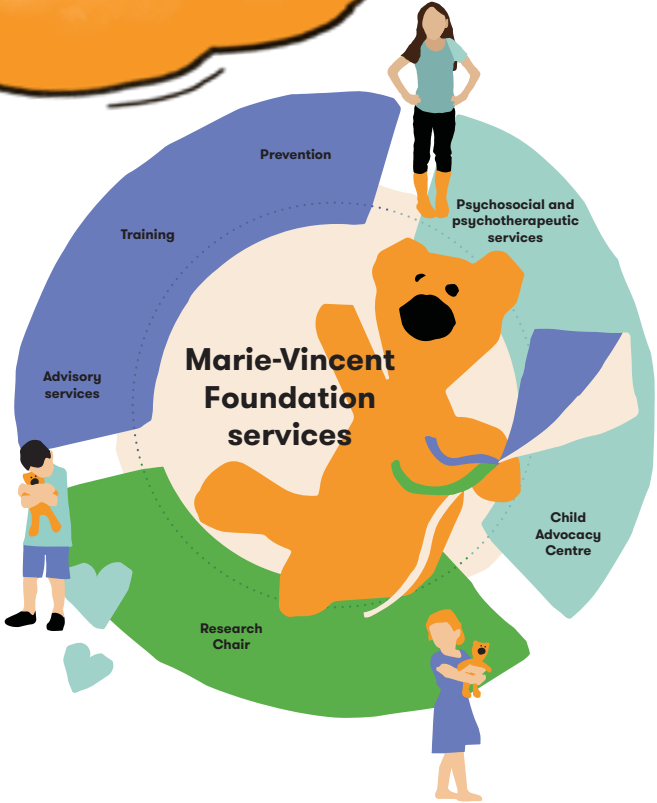 Prevention
Training
Advisory
services
Psychosocial and
psychotherapeutic
services
Marie-Vincent
Foundation
services
Child
Advocacy
Centre
Research
Chair